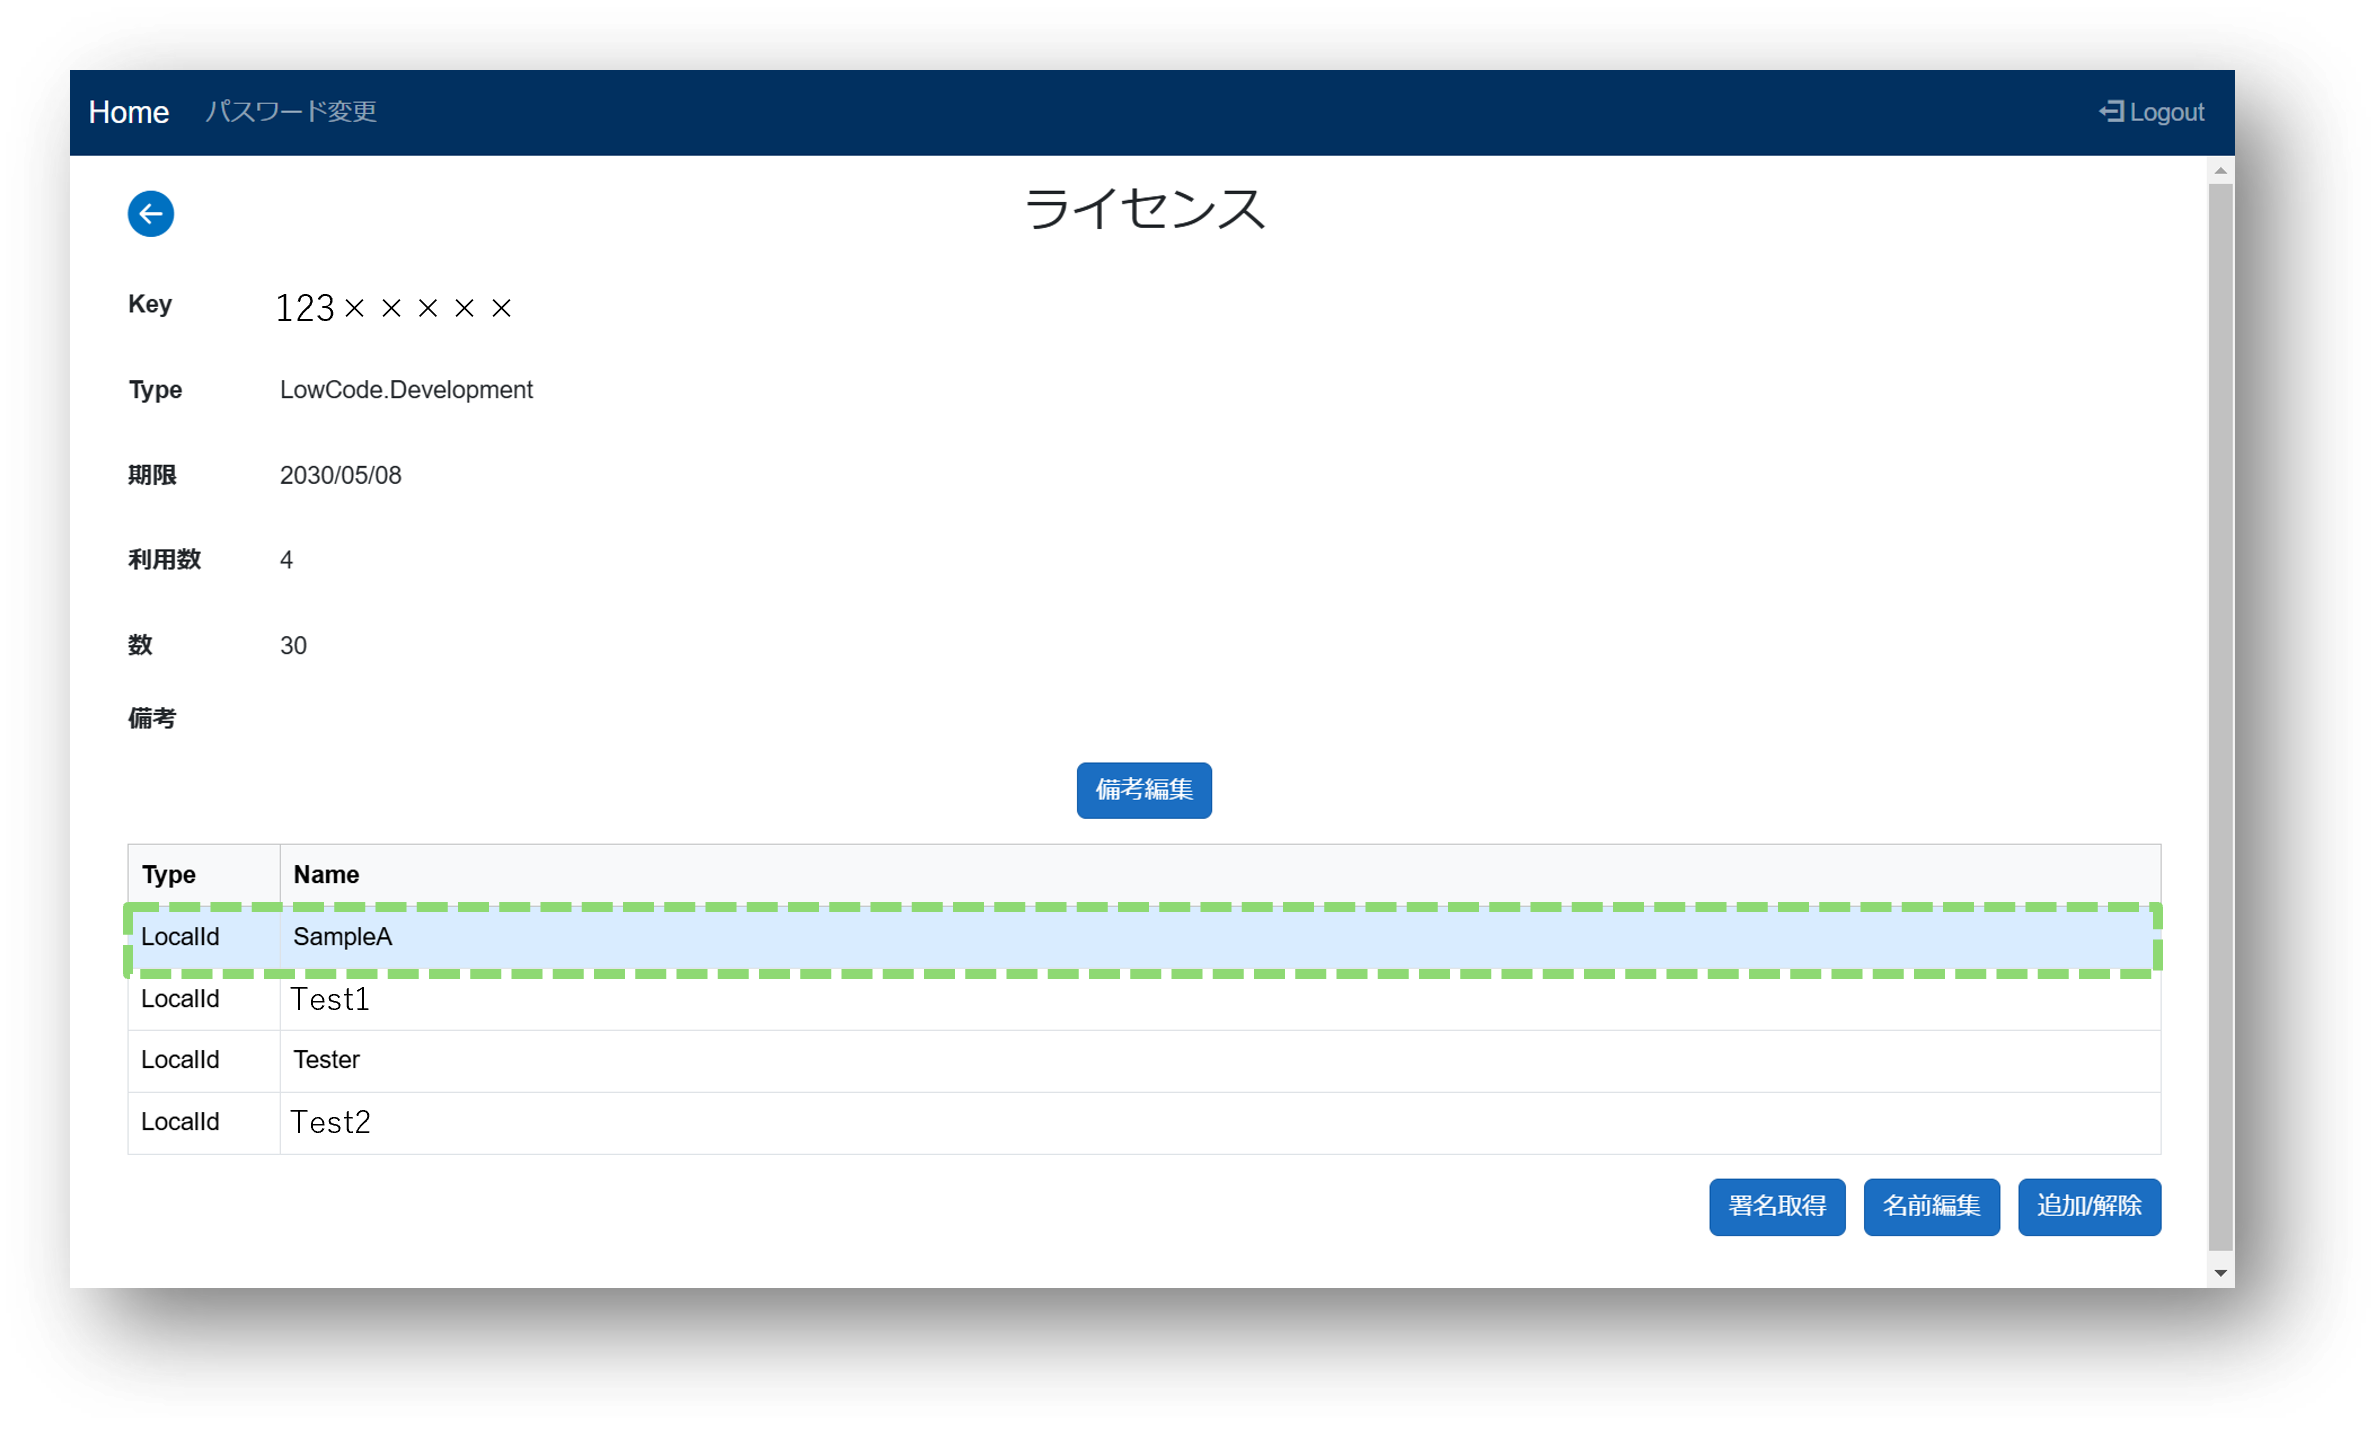 Home パスワード変更 Logout
ライセンス
Key 123×××××
Type LowCode.Development
期限 2030/05/08
利用数 4
数 30
備考
備考編集
Type Name
LocalId SampleA
LocalId Test1
LocalId Tester
LocalId Test2
署名取得 名前編集 追加/解除